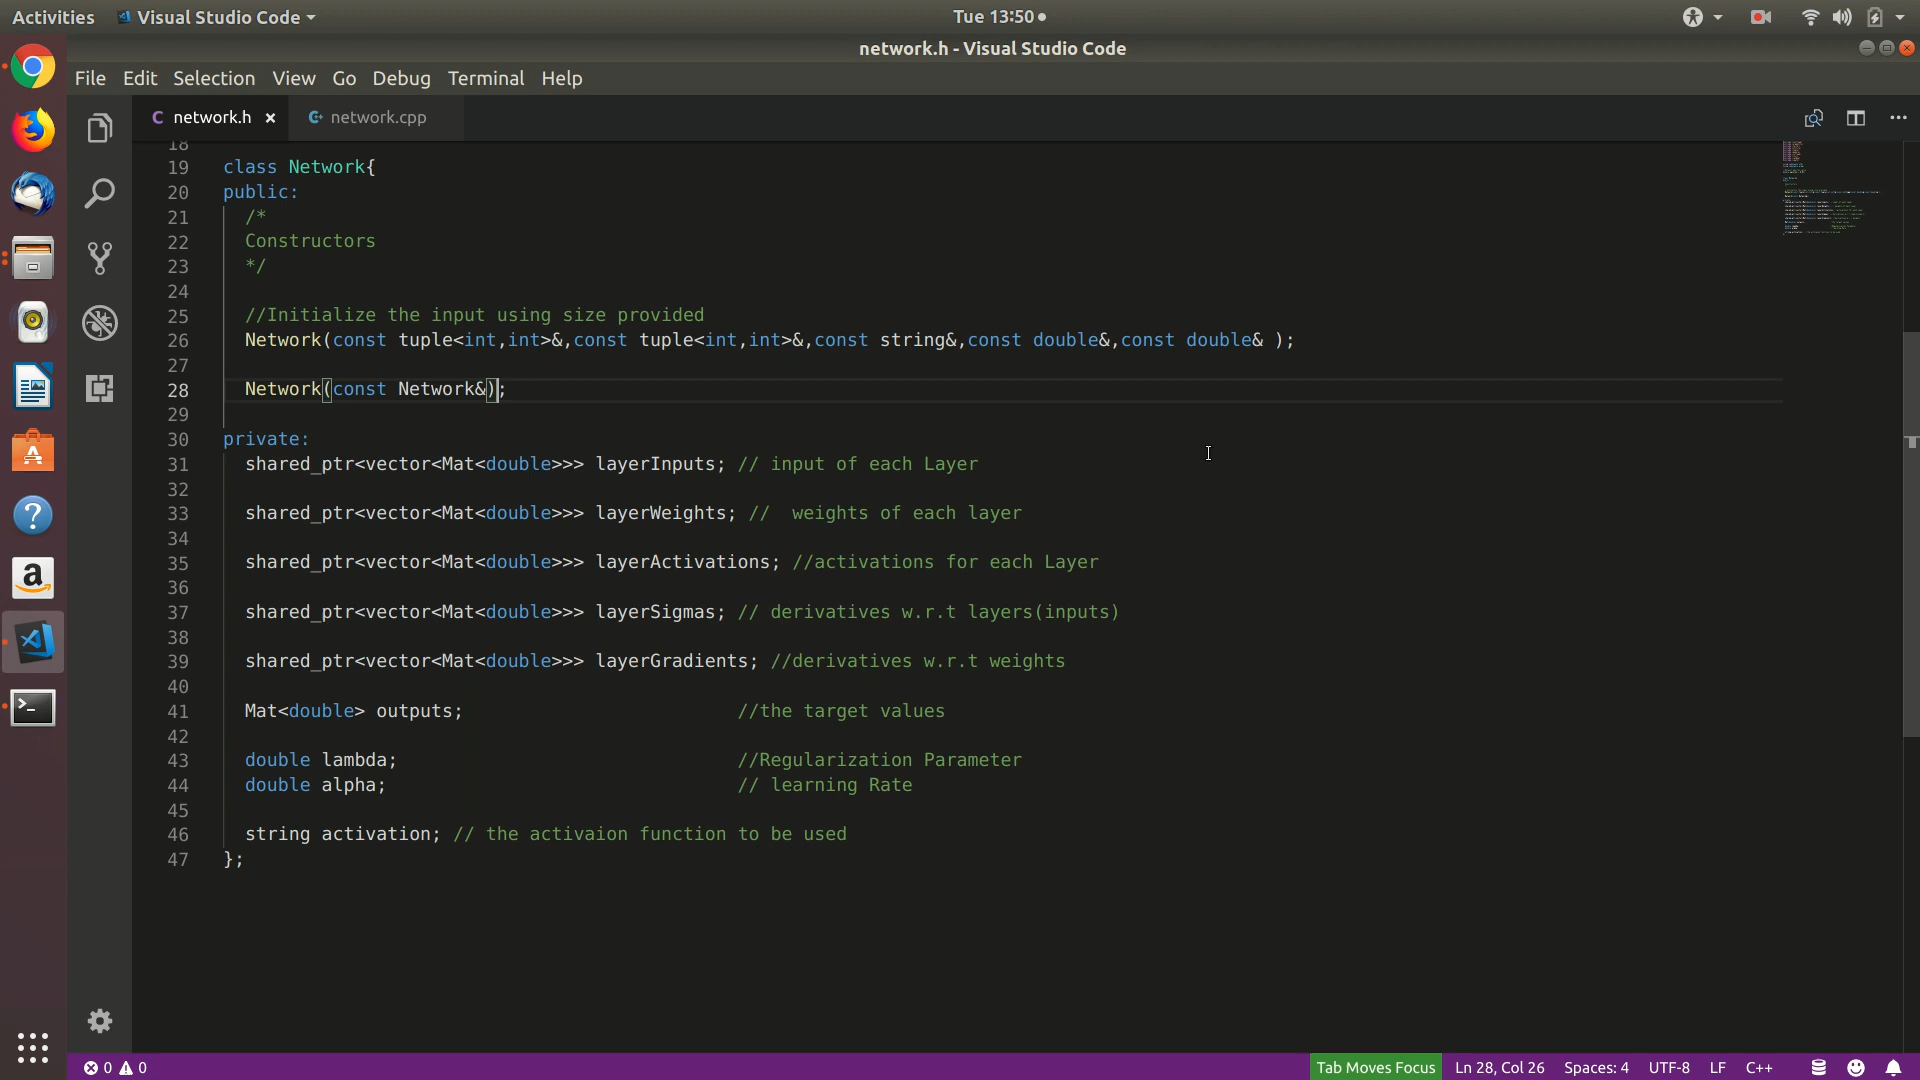 Activities Visual Studio Code Tue 13:50
network.h - Visual Studio Code
File Edit Selection View Go Debug Terminal Help
network.h × network.cpp
18
19 class Network{
20 public:
21 /*
22 Constructors
23 */
24
25 //Initialize the input using size provided
26 Network(const tuple<int,int>&,const tuple<int,int>&,const string&,const double&,const double& );
27
28 Network(const Network&);
29
30 private:
31 shared_ptr<vector<Mat<double>>> layerInputs; // input of each Layer
32
33 shared_ptr<vector<Mat<double>>> layerWeights; //  weights of each layer
34
35 shared_ptr<vector<Mat<double>>> layerActivations; //activations for each Layer
36
37 shared_ptr<vector<Mat<double>>> layerSigmas; // derivatives w.r.t layers(inputs)
38
39 shared_ptr<vector<Mat<double>>> layerGradients; //derivatives w.r.t weights
40
41 Mat<double> outputs; //the target values
42
43 double lambda; //Regularization Parameter
44 double alpha; // learning Rate
45
46 string activation; // the activaion function to be used
47 };
0 0 Tab Moves Focus Ln 28, Col 26 Spaces: 4 UTF-8 LF C++